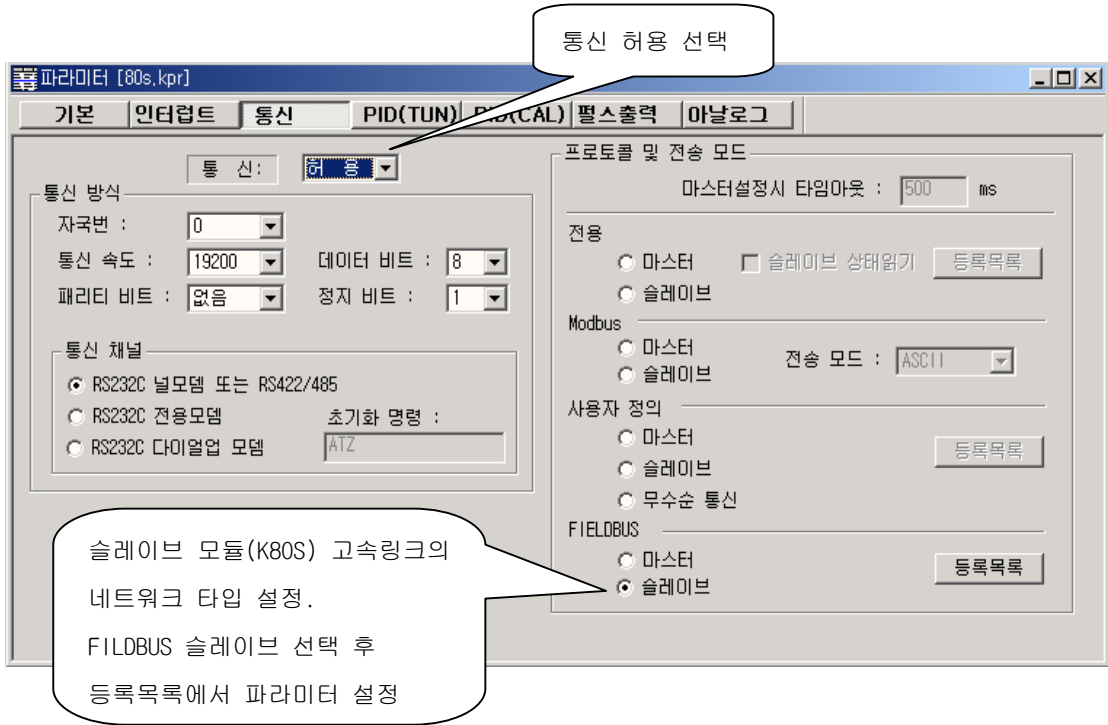 통신 허용 선택
파라미터 [80s.kpr]
기본 인터럽트 통신 PID(TUN) PID(CAL) 펄스출력 아날로그
통 신: 허 용
통신 방식
자국번 : 0
통신 속도 : 19200 데이터 비트 : 8
패리티 비트 : 없음 정지 비트 : 1
통신 채널
RS232C 널모뎀 또는 RS422/485
RS232C 전용모뎀 초기화 명령 :
RS232C 다이얼업 모뎀 ATZ
프로토콜 및 전송 모드
마스터설정시 타임아웃 : 500 ms
전용
마스터 슬레이브 상태읽기 등록목록
슬레이브
Modbus
마스터 전송 모드 : ASCII
슬레이브
사용자 정의
마스터 등록목록
슬레이브
무수순 통신
FIELDBUS
마스터 등록목록
슬레이브
슬레이브 모듈(K80S) 고속링크의
네트워크 타입 설정.
FILDBUS 슬레이브 선택 후
등록목록에서 파라미터 설정